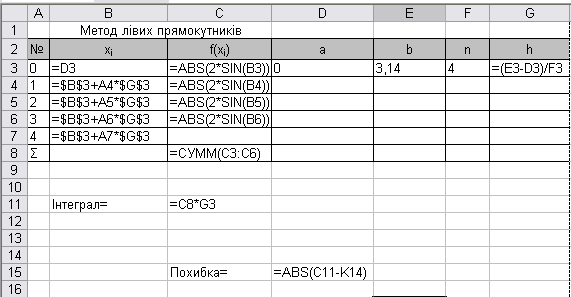 A B C D E F G
1 Метод лівих прямокутників
2 № xi f(xi) a b n h
3 0 =D3 =ABS(2*SIN(B3)) 0 3,14 4 =(E3-D3)/F3
4 1 =$B$3+A4*$G$3 =ABS(2*SIN(B4))
5 2 =$B$3+A5*$G$3 =ABS(2*SIN(B5))
6 3 =$B$3+A6*$G$3 =ABS(2*SIN(B6))
7 4 =$B$3+A7*$G$3
8 Σ =СУММ(C3:C6)
9
10
11 Інтеграл= =C8*G3
12
13
14
15 Похибка= =ABS(C11-K14)
16